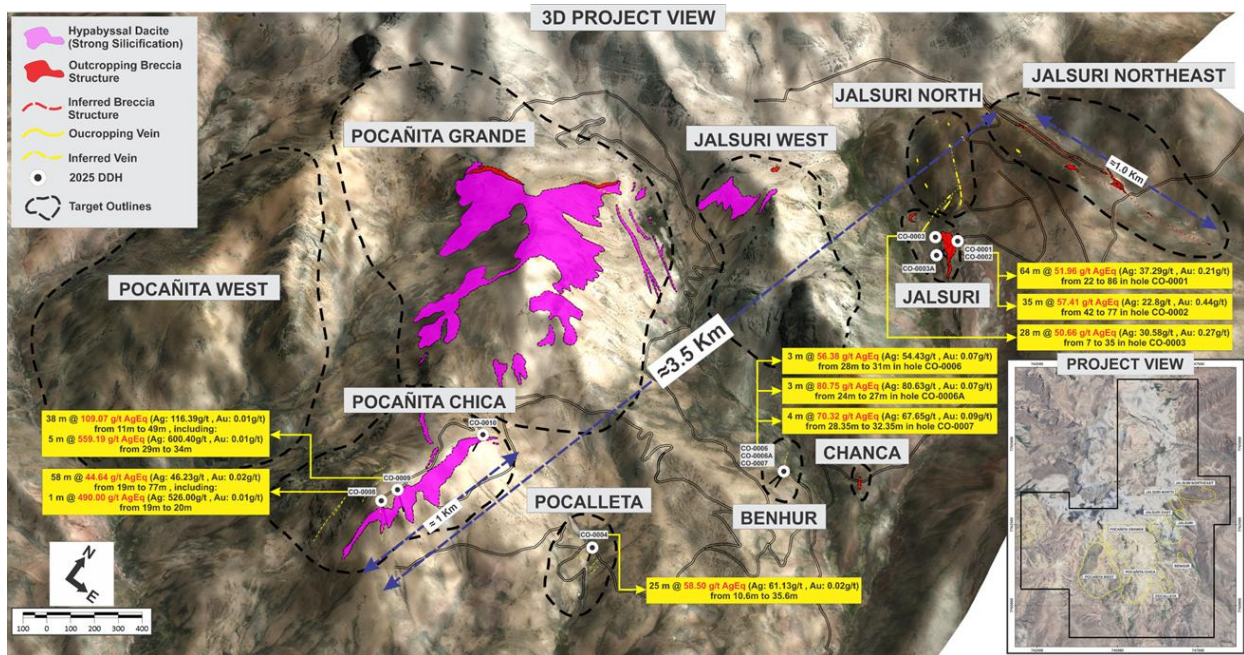 3D PROJECT VIEW
Hypabyssal Dacite
(Strong Silicification)
Outcropping Breccia
Structure
Inferred Breccia
Structure
Oucropping Vein
Inferred Vein
2025 DDH
Target Outlines
POCAÑITA GRANDE
JALSURI WEST
JALSURI NORTH
JALSURI NORTHEAST
≈1.0 Km
POCAÑITA WEST
CO-0003
CO-0001
CO-0002
CO-0003A
JALSURI
64 m @ 51.96 g/t AgEq (Ag: 37.29g/t , Au: 0.21g/t)
from 22 to 86 in hole CO-0001
35 m @ 57.41 g/t AgEq (Ag: 22.8g/t , Au: 0.44g/t)
from 42 to 77 in hole CO-0002
28 m @ 50.66 g/t AgEq (Ag: 30.58g/t , Au: 0.27g/t)
from 7 to 35 in hole CO-0003
≈3.5 Km
3 m @ 56.38 g/t AgEq (Ag: 54.43g/t , Au: 0.07g/t)
from 28m to 31m in hole CO-0006
3 m @ 80.75 g/t AgEq (Ag: 80.63g/t , Au: 0.07g/t)
from 24m to 27m in hole CO-0006A
4 m @ 70.32 g/t AgEq (Ag: 67.65g/t , Au: 0.09g/t)
from 28.35m to 32.35m in hole CO-0007
POCAÑITA CHICA
38 m @ 109.07 g/t AgEq (Ag: 116.39g/t , Au: 0.01g/t)
from 11m to 49m , including:
5 m @ 559.19 g/t AgEq (Ag: 600.40g/t , Au: 0.01g/t)
from 29m to 34m
58 m @ 44.64 g/t AgEq (Ag: 46.23g/t , Au: 0.02g/t)
from 19m to 77m , including:
1 m @ 490.00 g/t AgEq (Ag: 526.00g/t , Au: 0.01g/t)
from 19m to 20m
CO-0010
CO-0009
CO-0008
≈ 1 Km
CO-0006A
CO-0007
BENHUR
CHANCA
POCALLETA
CO-0004
25 m @ 58.50 g/t AgEq (Ag: 61.13g/t , Au: 0.02g/t)
from 10.6m to 35.6m
N
E
100 0 100 200 300 400
PROJECT VIEW
JALSURI NORTHEAST
JALSURI NORTH
JALSURI
POCAÑITA GRANDE
BENHUR
POCAÑITA WEST
POCAÑITA CHICA
POCALLETA